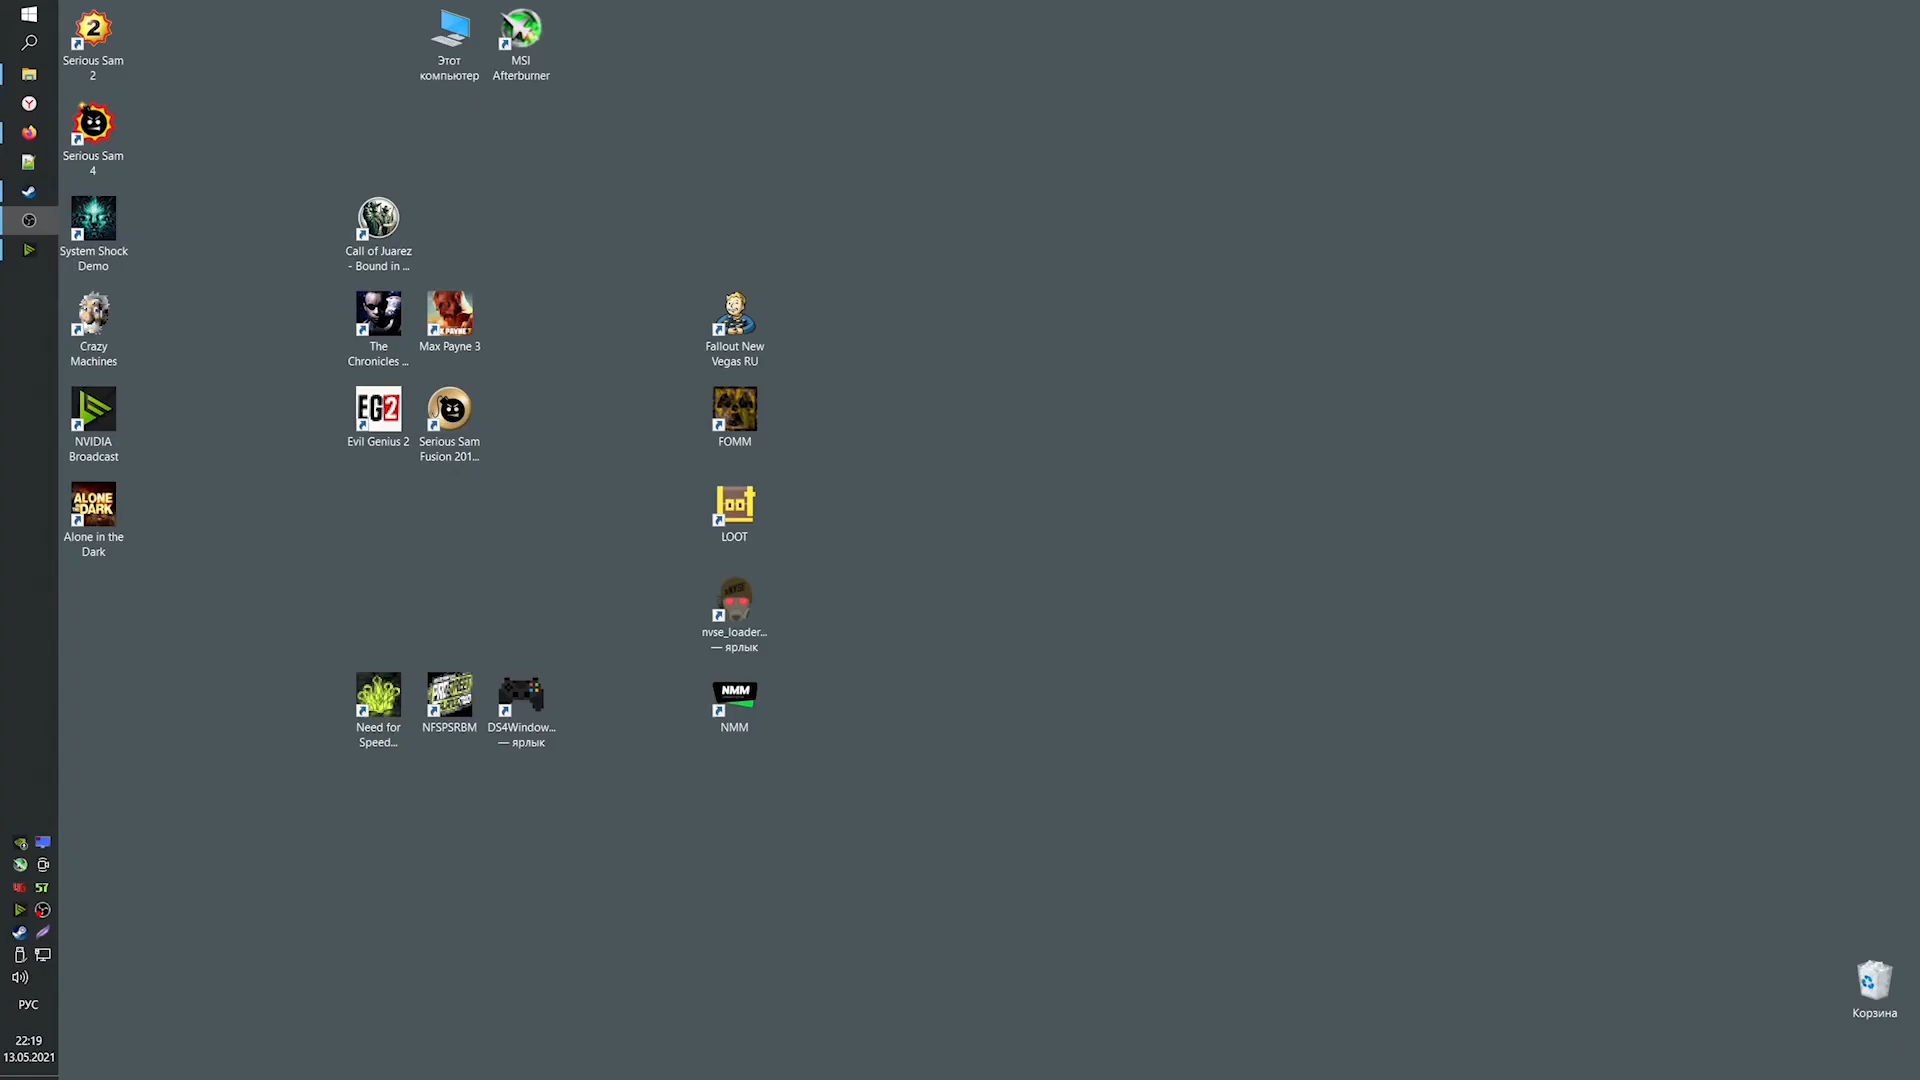 Serious Sam
2
Serious Sam
4
System Shock
Demo
Crazy
Machines
NVIDIA
Broadcast
ALONE
DARK
Alone in the
Dark
Этот
компьютер
MSI
Afterburner
Call of Juarez
- Bound in ...
The
Chronicles ...
Max Payne 3
EG2
Evil Genius 2
Serious Sam
Fusion 201...
Need for
Speed...
NFSPSRBM
DS4Window...
— ярлык
Fallout New
Vegas RU
FOMM
LOOT
nvse_loader...
— ярлык
NMM
NMM
46 57
РУС
22:19
13.05.2021
Корзина